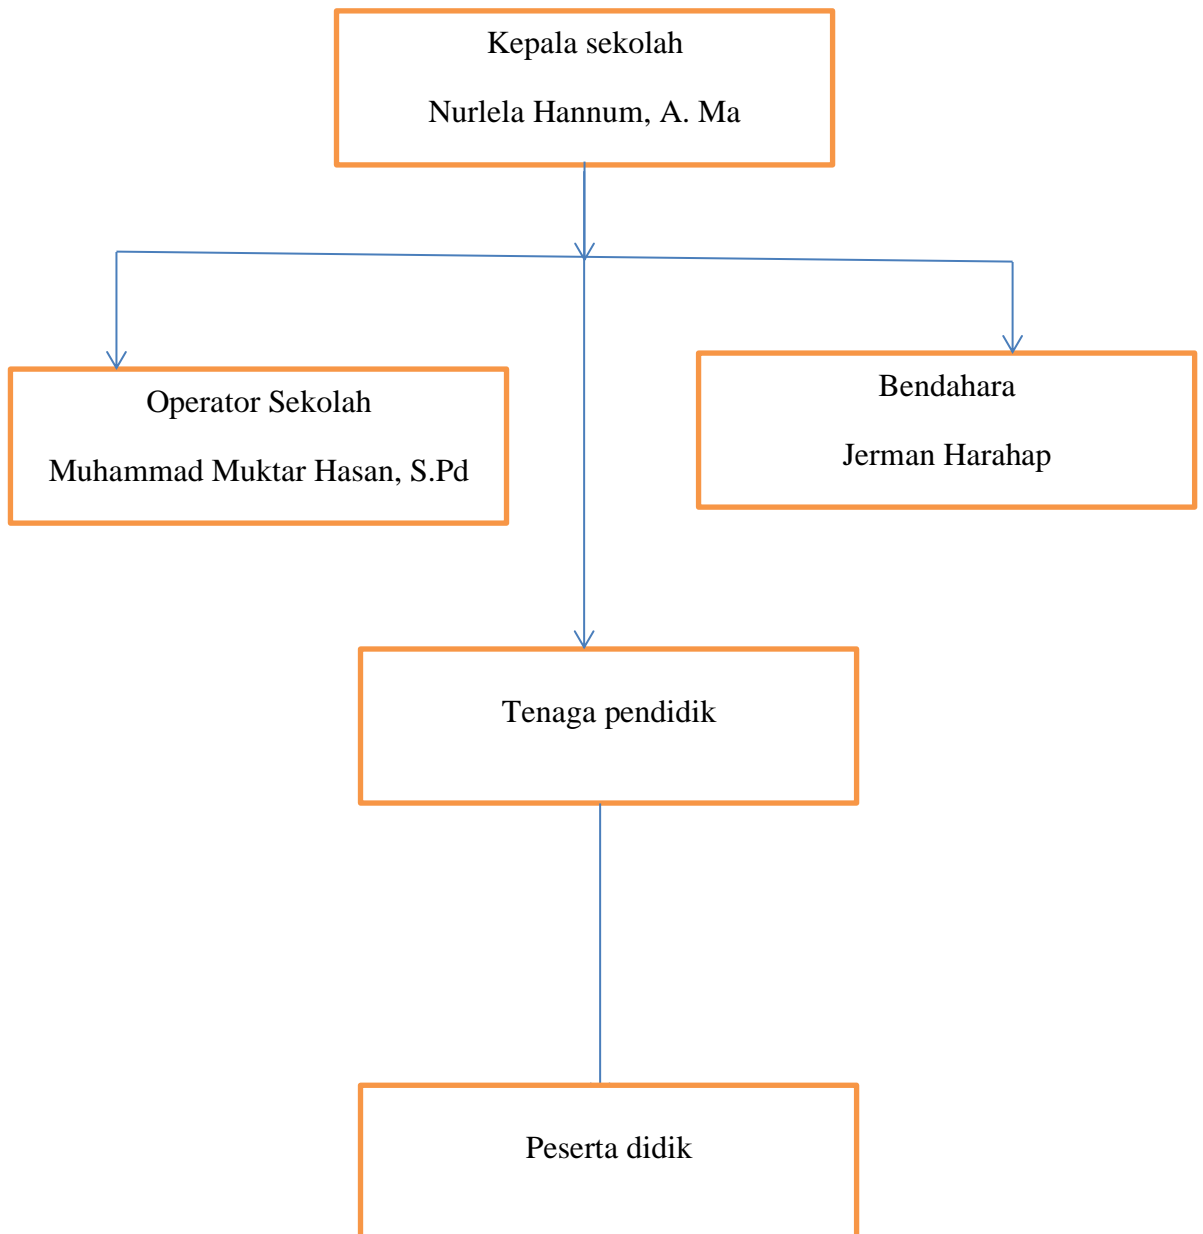 Kepala sekolah
Nurlela Hannum, A. Ma
Operator Sekolah
Muhammad Muktar Hasan, S.Pd
Bendahara
Jerman Harahap
Tenaga pendidik
Peserta didik